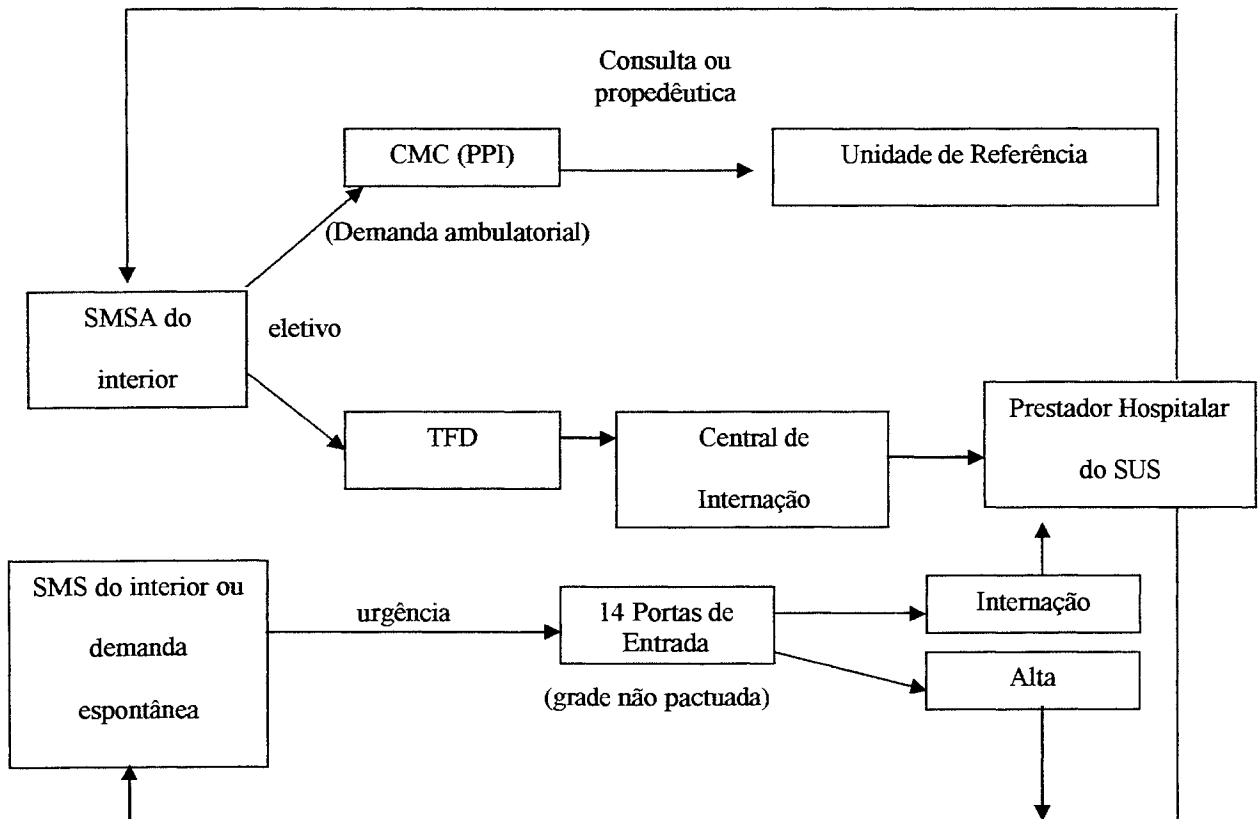 Consulta ou
propedêutica
CMC (PPI)
Unidade de Referência
(Demanda ambulatorial)
SMSA do
interior
eletivo
TFD
Central de
Internação
Prestador Hospitalar
do SUS
SMS do interior ou
demanda
espontânea
urgência
14 Portas de
Entrada
(grade não pactuada)
Internação
Alta